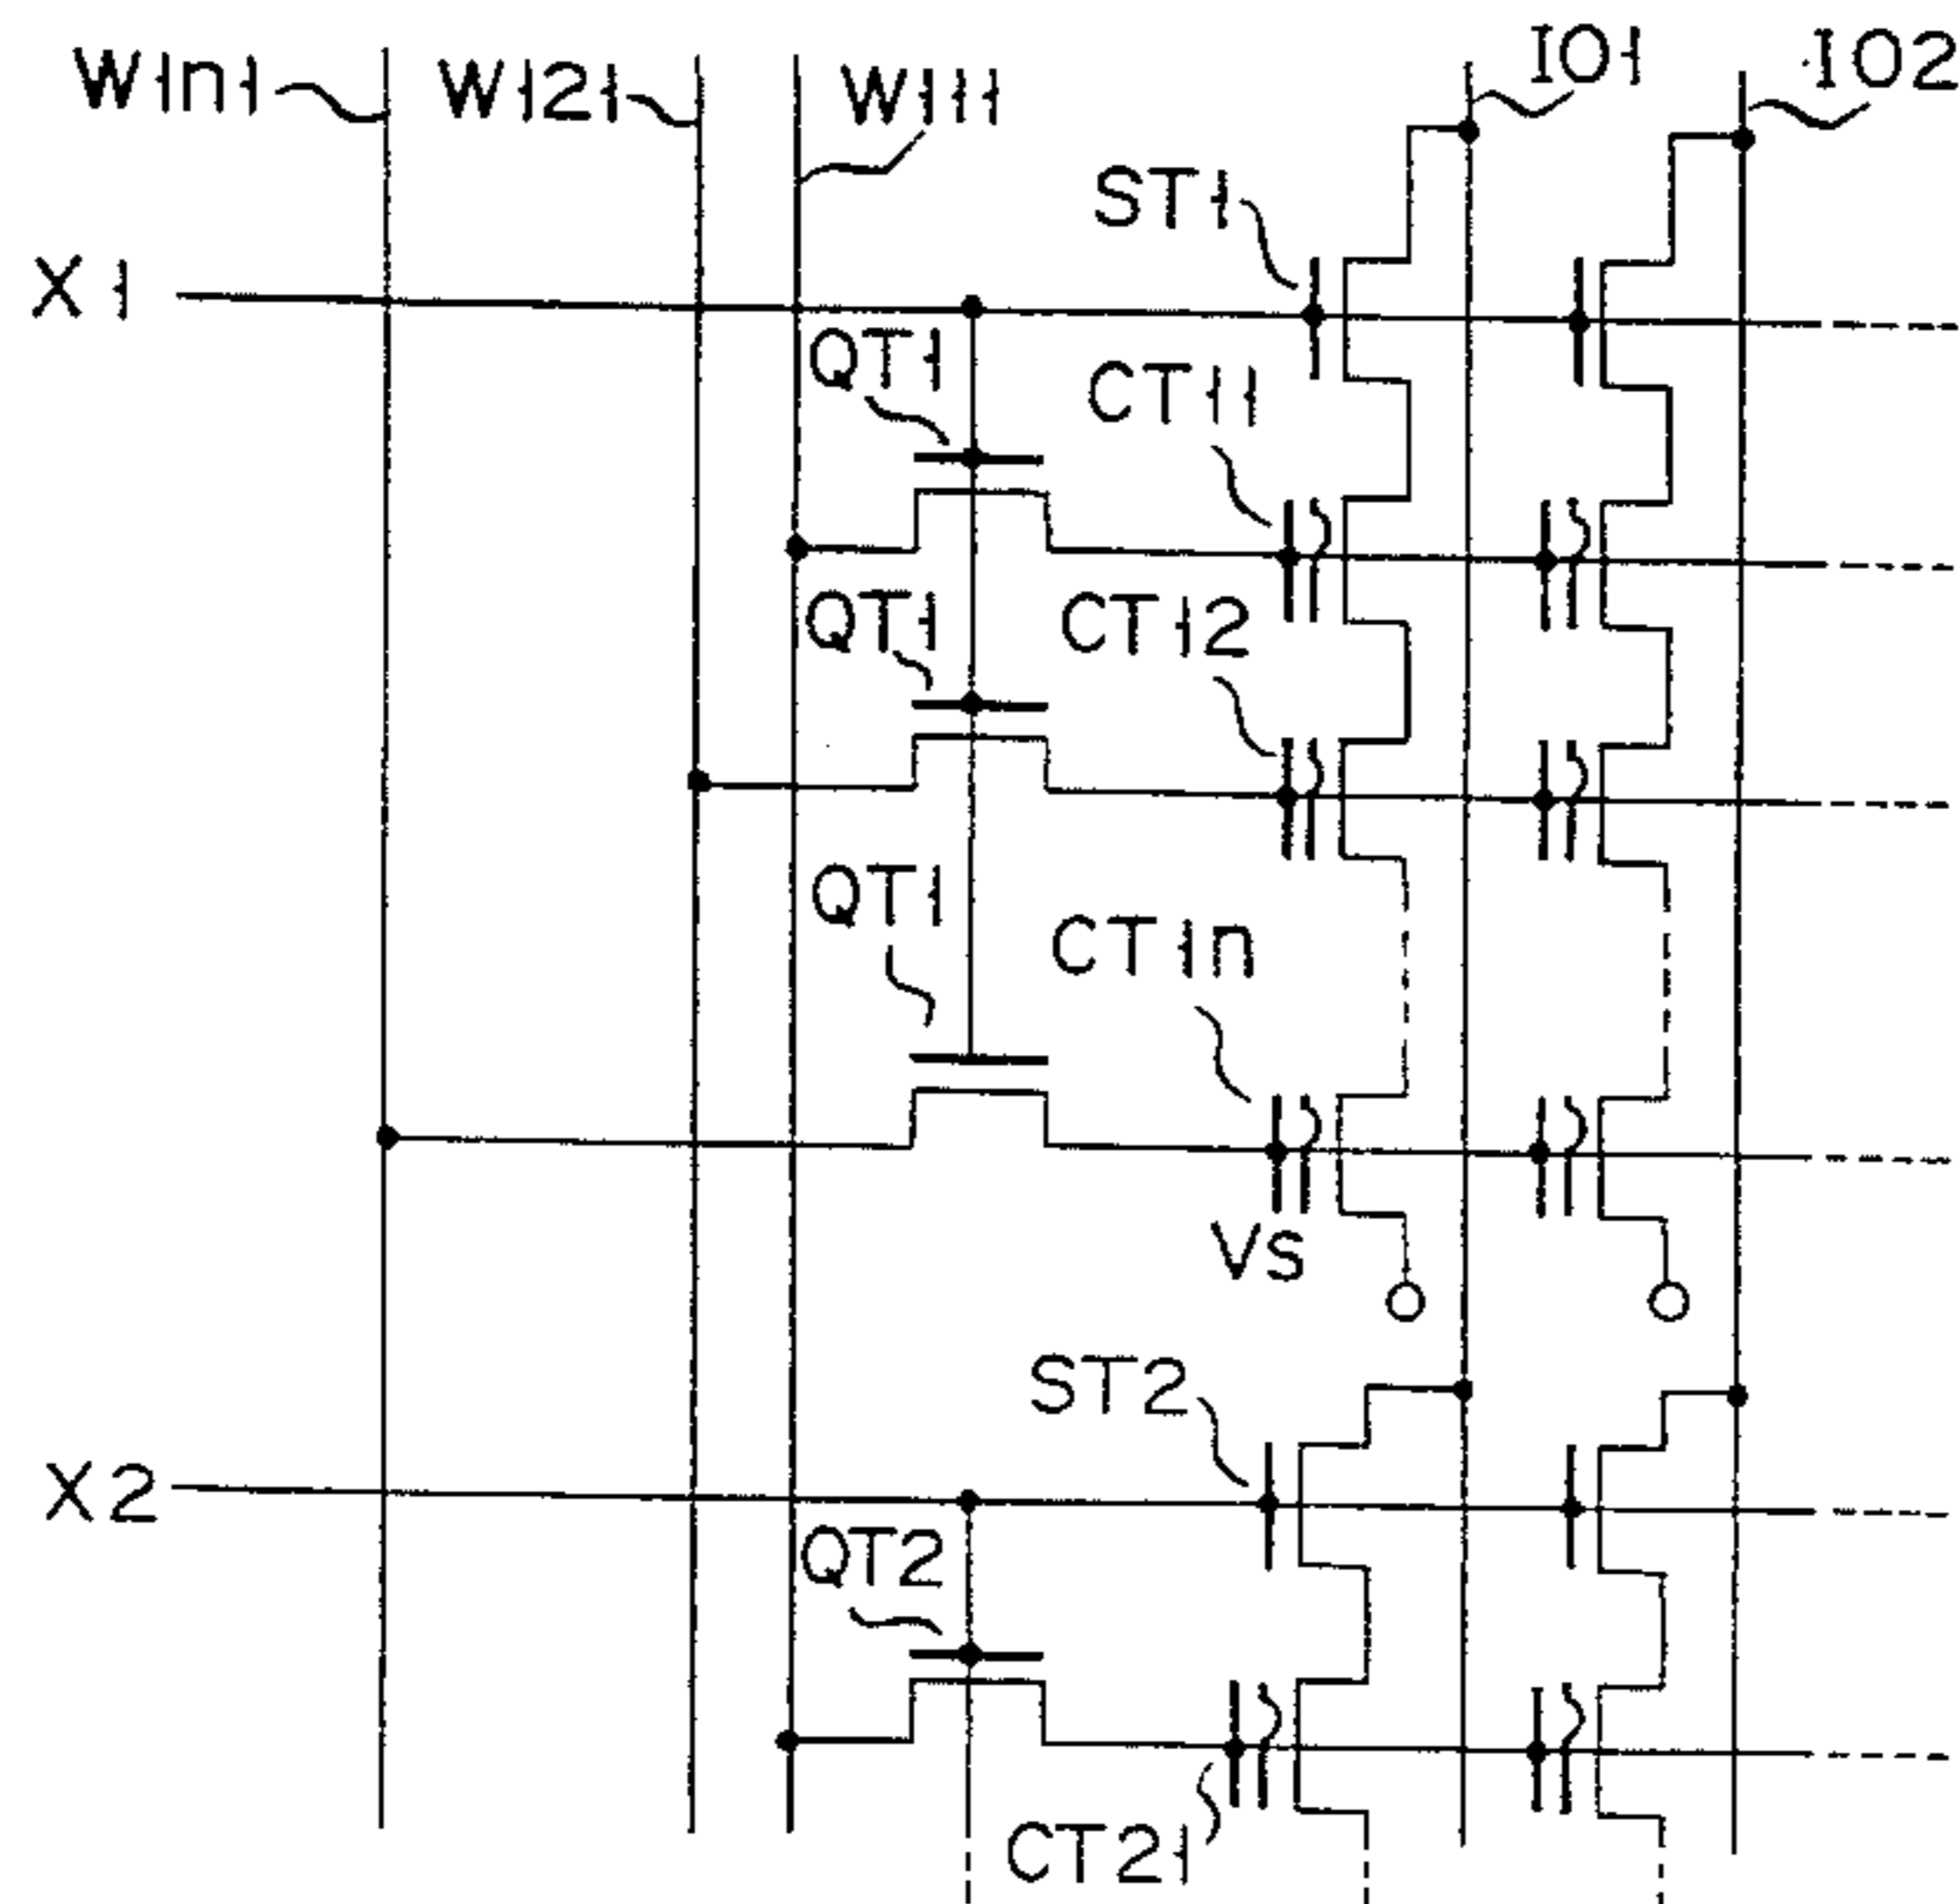 W1n1 W121 W111 IO1 IO2
ST1
X1
QT1
CT11
QT1 CT12
QT1
CT1n
Vs
ST2
X2
QT2
CT21